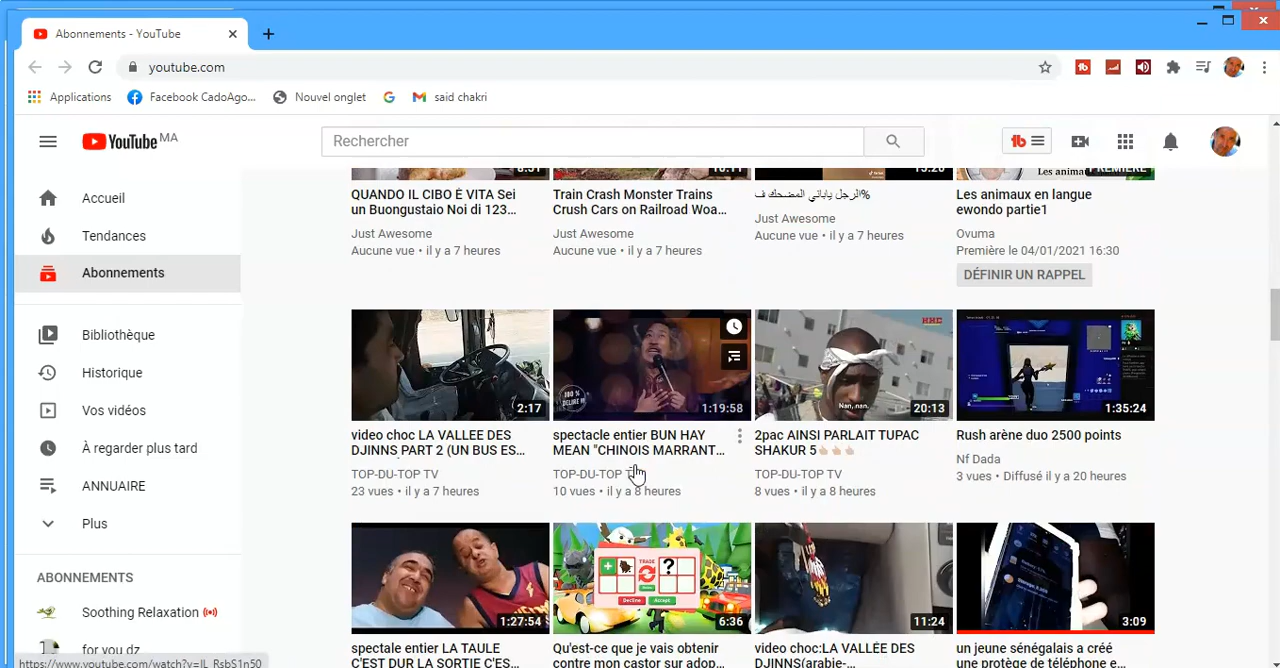 Abonnements - YouTube
youtube.com
Applications
Facebook CadoAgo...
Nouvel onglet
said chakri
YouTube MA
Rechercher
Accueil
Tendances
Abonnements
Bibliothèque
Historique
Vos vidéos
À regarder plus tard
ANNUAIRE
Plus
ABONNEMENTS
Soothing Relaxation
for you dz
https://www.youtube.com/watch?v=IL_RsbS1n50
QUANDO IL CIBO È VITA Sei
un Buongustaio Noi di 123...
Just Awesome
Aucune vue • il y a 7 heures
Train Crash Monster Trains
Crush Cars on Railroad Woa...
Just Awesome
Aucune vue • il y a 7 heures
الرجل ياباني المضحك ف%
Just Awesome
Aucune vue • il y a 7 heures
Les anima
PREMIÈRE
Les animaux en langue
ewondo partie1
Ovuma
Première le 04/01/2021 16:30
DÉFINIR UN RAPPEL
2:17
video choc LA VALLEE DES
DJINNS PART 2 (UN BUS ES...
TOP-DU-TOP TV
23 vues • il y a 7 heures
1:19:58
spectacle entier BUN HAY
MEAN "CHINOIS MARRANT...
TOP-DU-TOP TV
10 vues • il y a 8 heures
Nan, nan.
20:13
2pac AINSI PARLAIT TUPAC
SHAKUR 5👍🏻👍🏻👍🏻
TOP-DU-TOP TV
8 vues • il y a 8 heures
1:35:24
Rush arène duo 2500 points
Nf Dada
3 vues • Diffusé il y a 20 heures
1:27:54
spectale entier LA TAULE
C'EST DUR LA SORTIE C'ES...
TRADE
Decline
Accept
6:36
Qu'est-ce que je vais obtenir
contre mon castor sur adop...
11:24
video choc:LA VALLÉE DES
DJINNS(arabie-
3:09
un jeune sénégalais a créé
une protège de téléphone e...